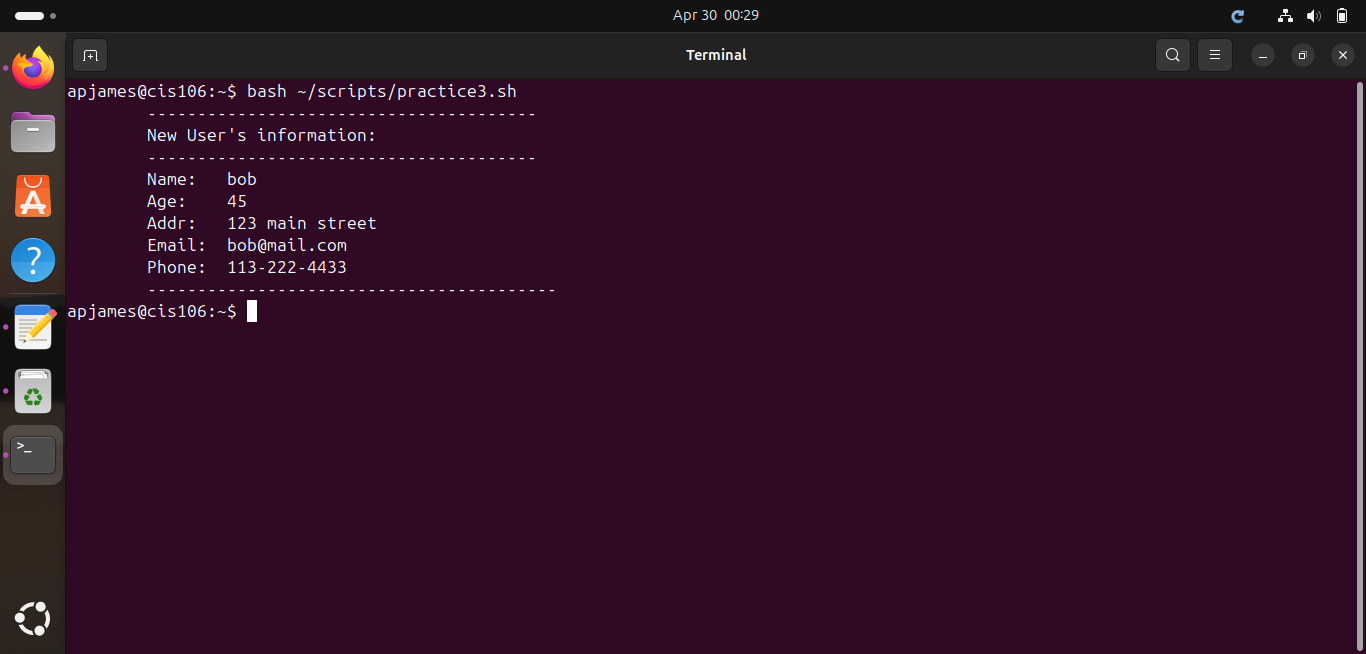 Apr 30 00:29
Terminal
apjames@cis106:~$ bash ~/scripts/practice3.sh
---------------------------------------
New User's information:
---------------------------------------
Name: bob
Age: 45
Addr: 123 main street
Email: bob@mail.com
Phone: 113-222-4433
-----------------------------------------
apjames@cis106:~$